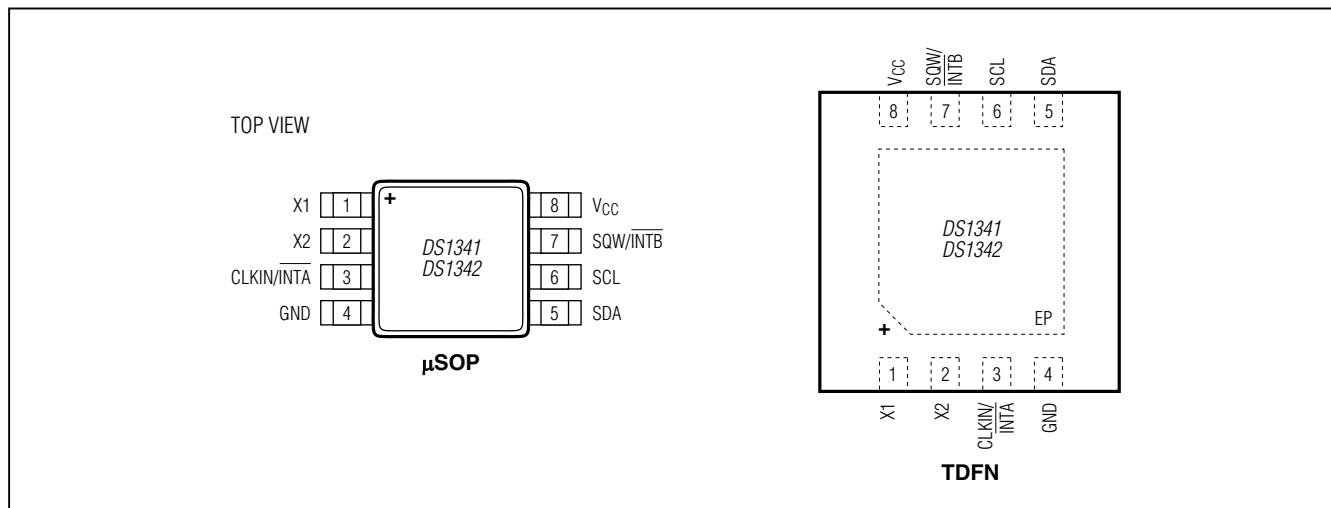 TOP VIEW
X1 1 + 8 VCC
X2 2 DS1341 7 SQW/INTB
CLKIN/INTA 3 DS1342 6 SCL
GND 4 5 SDA
µSOP
VCC SQW/ SCL SDA
INTB
8 7 6 5
DS1341
DS1342
EP
+
1 2 3 4
X1 X2 CLKIN/ GND
INTA
TDFN